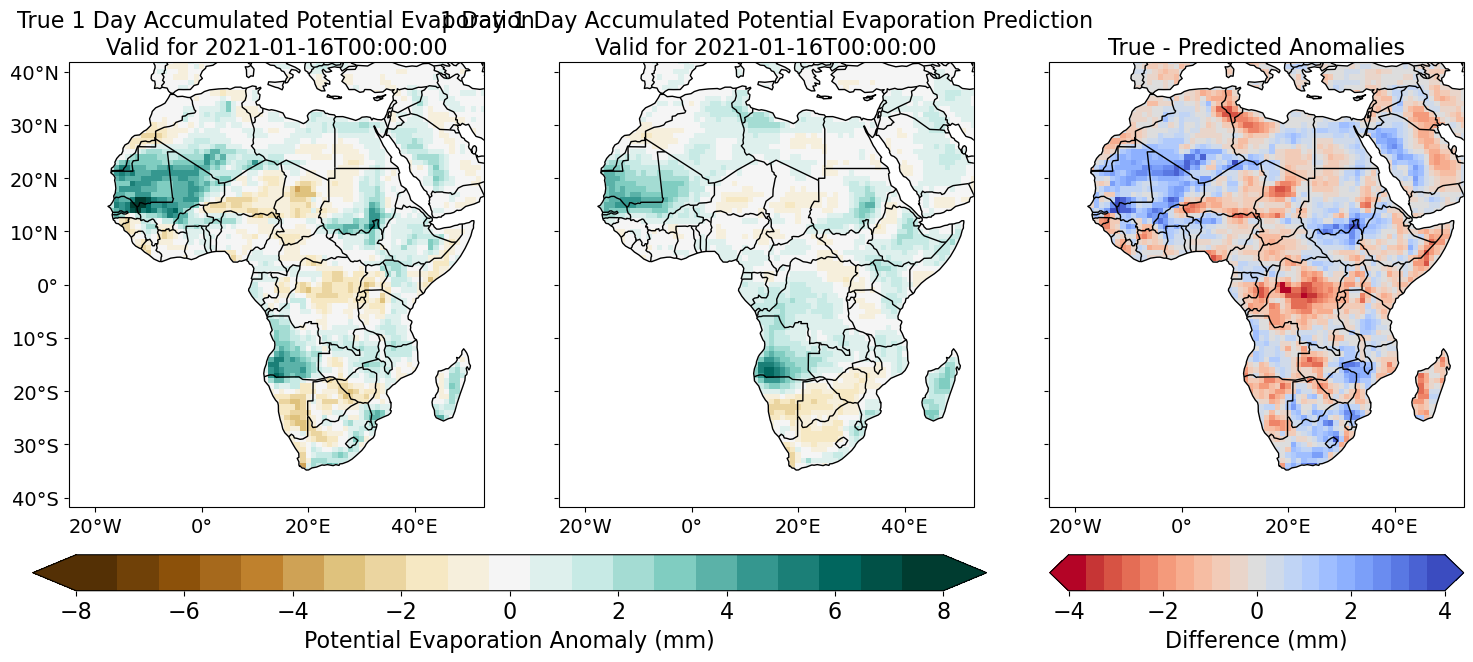 True 1 Day Accumulated Potential Evaporation
Valid for 2021-01-16T00:00:00
1 Day 1 Day Accumulated Potential Evaporation Prediction
Valid for 2021-01-16T00:00:00
True - Predicted Anomalies
40°N
30°N
20°N
10°N
0°
10°S
20°S
30°S
40°S
20°W 0° 20°E 40°E
20°W 0° 20°E 40°E
20°W 0° 20°E 40°E
−8 −6 −4 −2 0 2 4 6 8
Potential Evaporation Anomaly (mm)
−4 −2 0 2 4
Difference (mm)